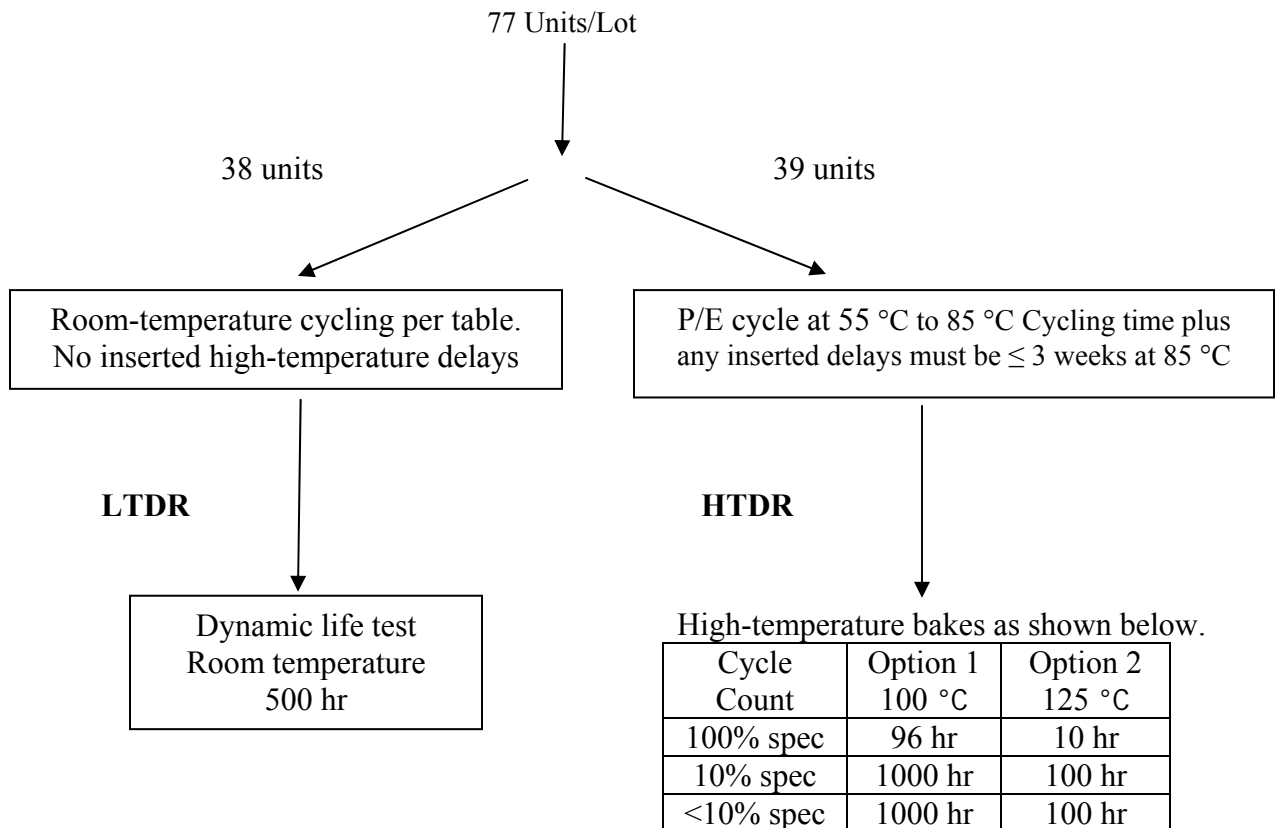 77 Units/Lot
38 units
39 units
Room-temperature cycling per table.
No inserted high-temperature delays
P/E cycle at 55 °C to 85 °C Cycling time plus
any inserted delays must be ≤ 3 weeks at 85 °C
LTDR
HTDR
Dynamic life test
Room temperature
500 hr
High-temperature bakes as shown below.
Cycle Count Option 1 100 °C Option 2 125 °C
100% spec 96 hr 10 hr
10% spec 1000 hr 100 hr
<10% spec 1000 hr 100 hr